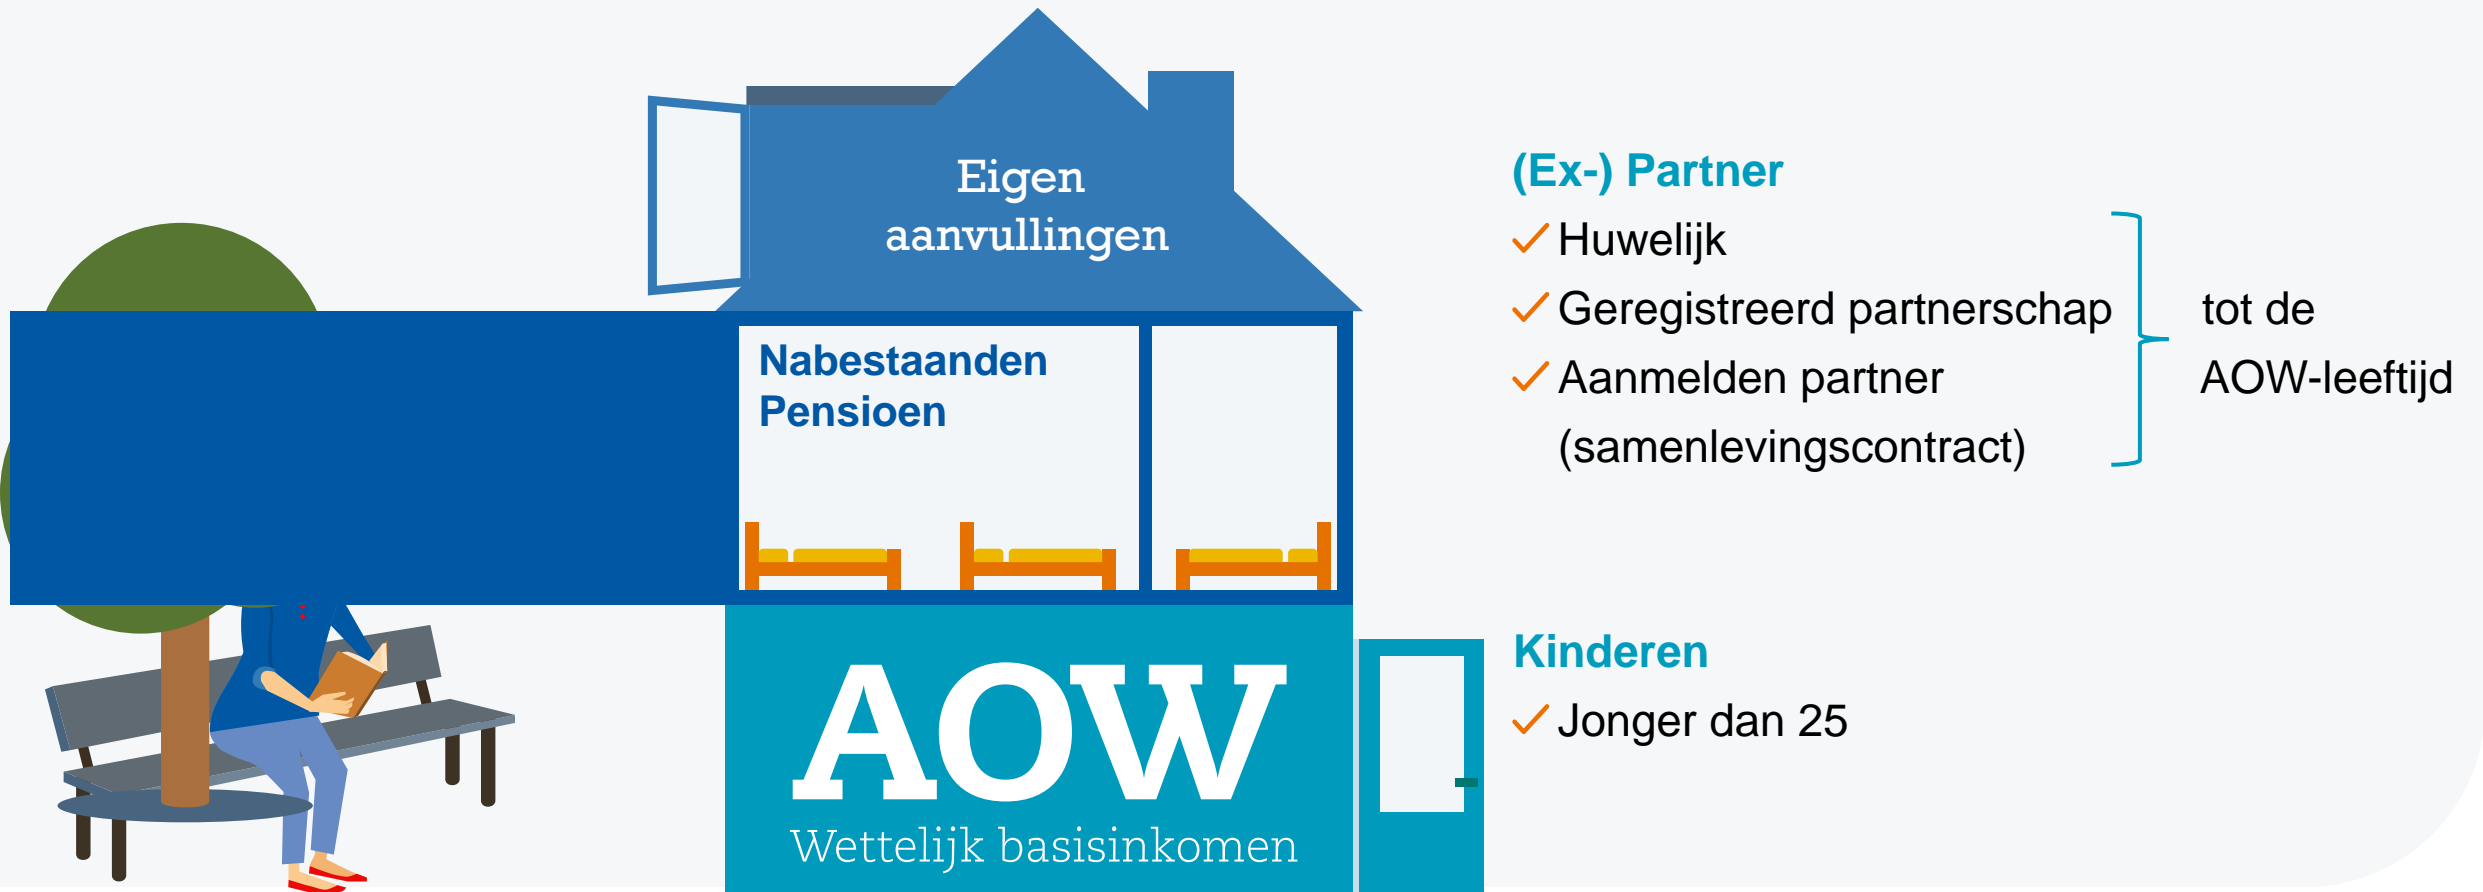 Eigen
aanvullingen
Nabestaanden
Pensioen
AOW
Wettelijk basisinkomen
(Ex-) Partner
Huwelijk
Geregistreerd partnerschap
Aanmelden partner
(samenlevingscontract)
tot de
AOW-leeftijd
Kinderen
Jonger dan 25